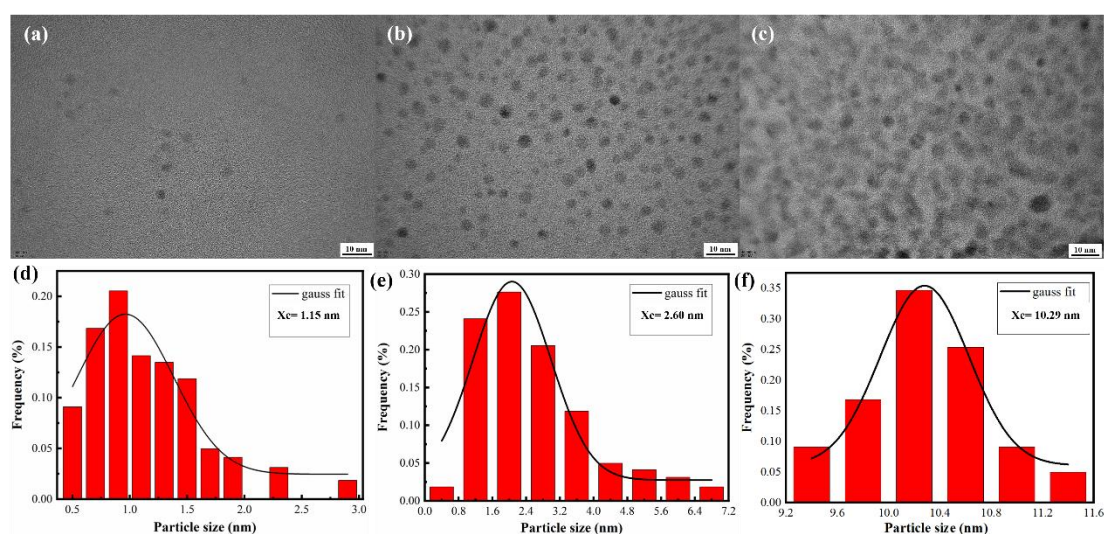 (a)
(b)
(c)
10 nm
10 nm
10 nm
(d)
gauss fit
Xc= 1.15 nm
Frequency (%)
0.20
0.15
0.10
0.05
0.00
0.5
1.0
1.5
2.0
2.5
3.0
Particle size (nm)
(e)
gauss fit
Xc= 2.60 nm
Frequency (%)
0.30
0.25
0.20
0.15
0.10
0.05
0.00
0.0
0.8
1.6
2.4
3.2
4.0
4.8
5.6
6.4
7.2
Particle size (nm)
(f)
gauss fit
Xc= 10.29 nm
Frequency (%)
0.35
0.30
0.25
0.20
0.15
0.10
0.05
0.00
9.2
9.6
10.0
10.4
10.8
11.2
11.6
Particle size (nm)